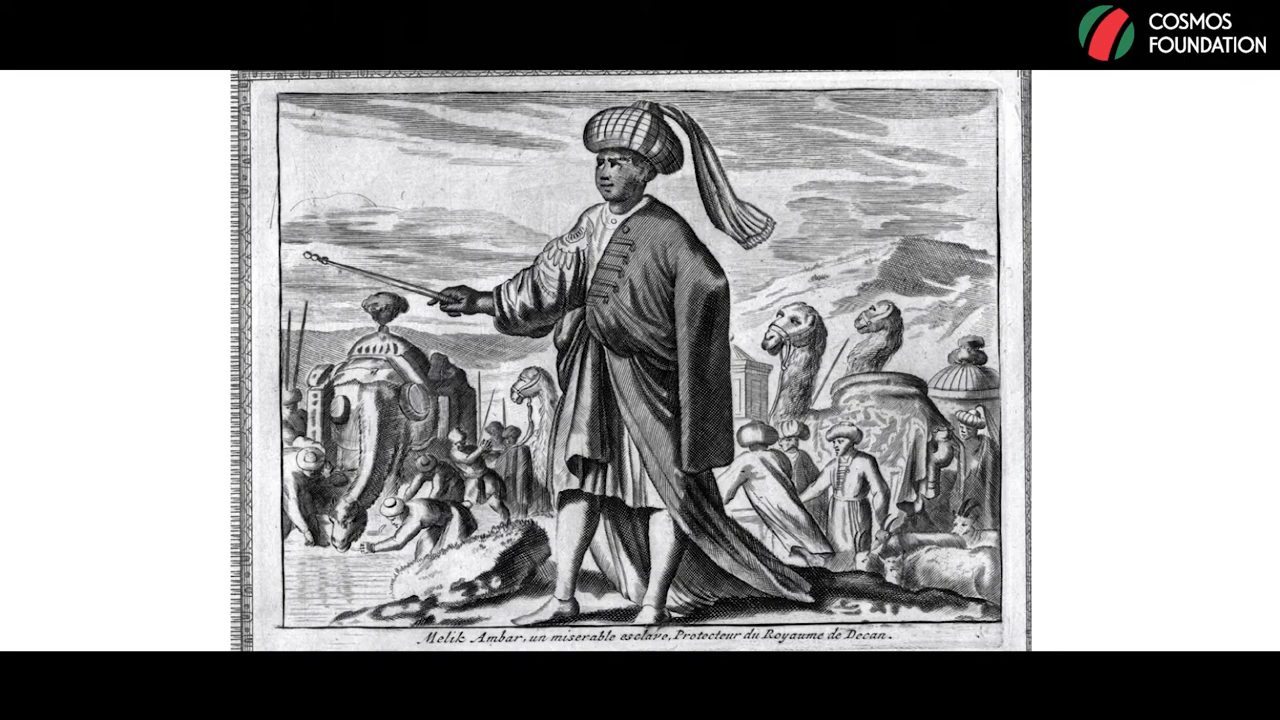 COSMOS
FOUNDATION
Melik Ambar, un miserable esclave, Protecteur du Royaume de Decan.